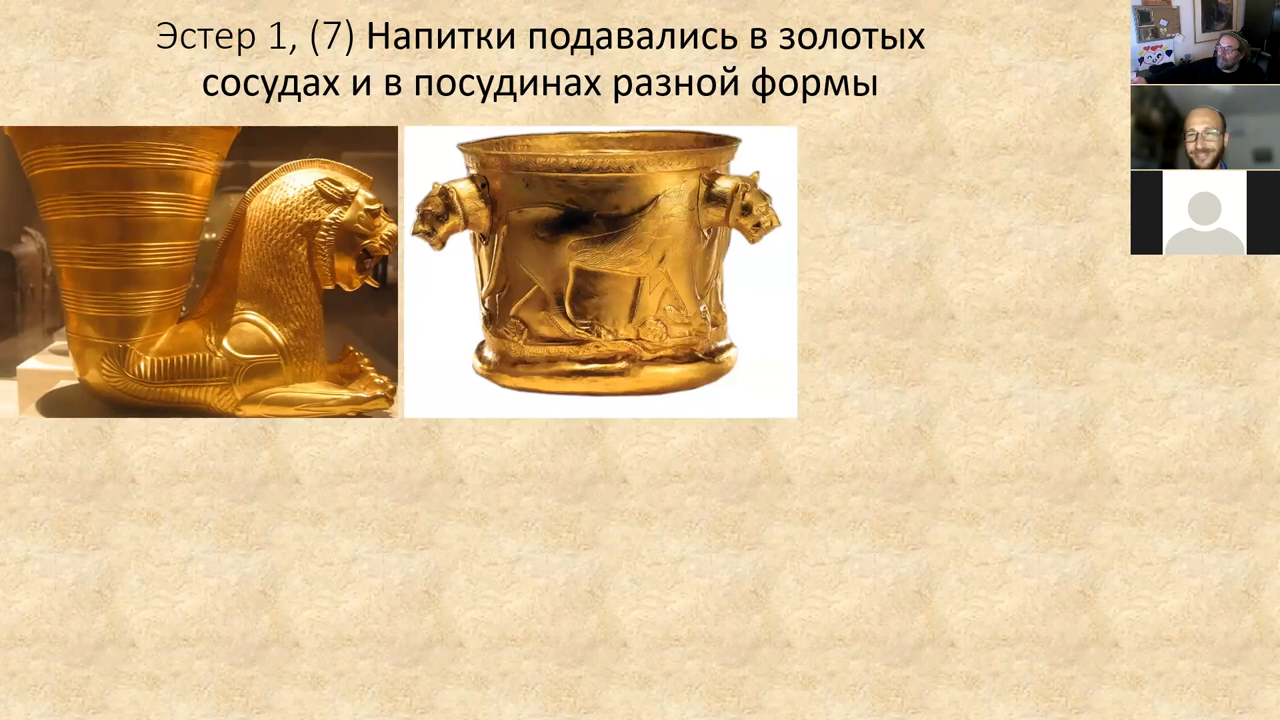 Эстер 1, (7) Напитки подавались в золотых
сосудах и в посудинах разной формы